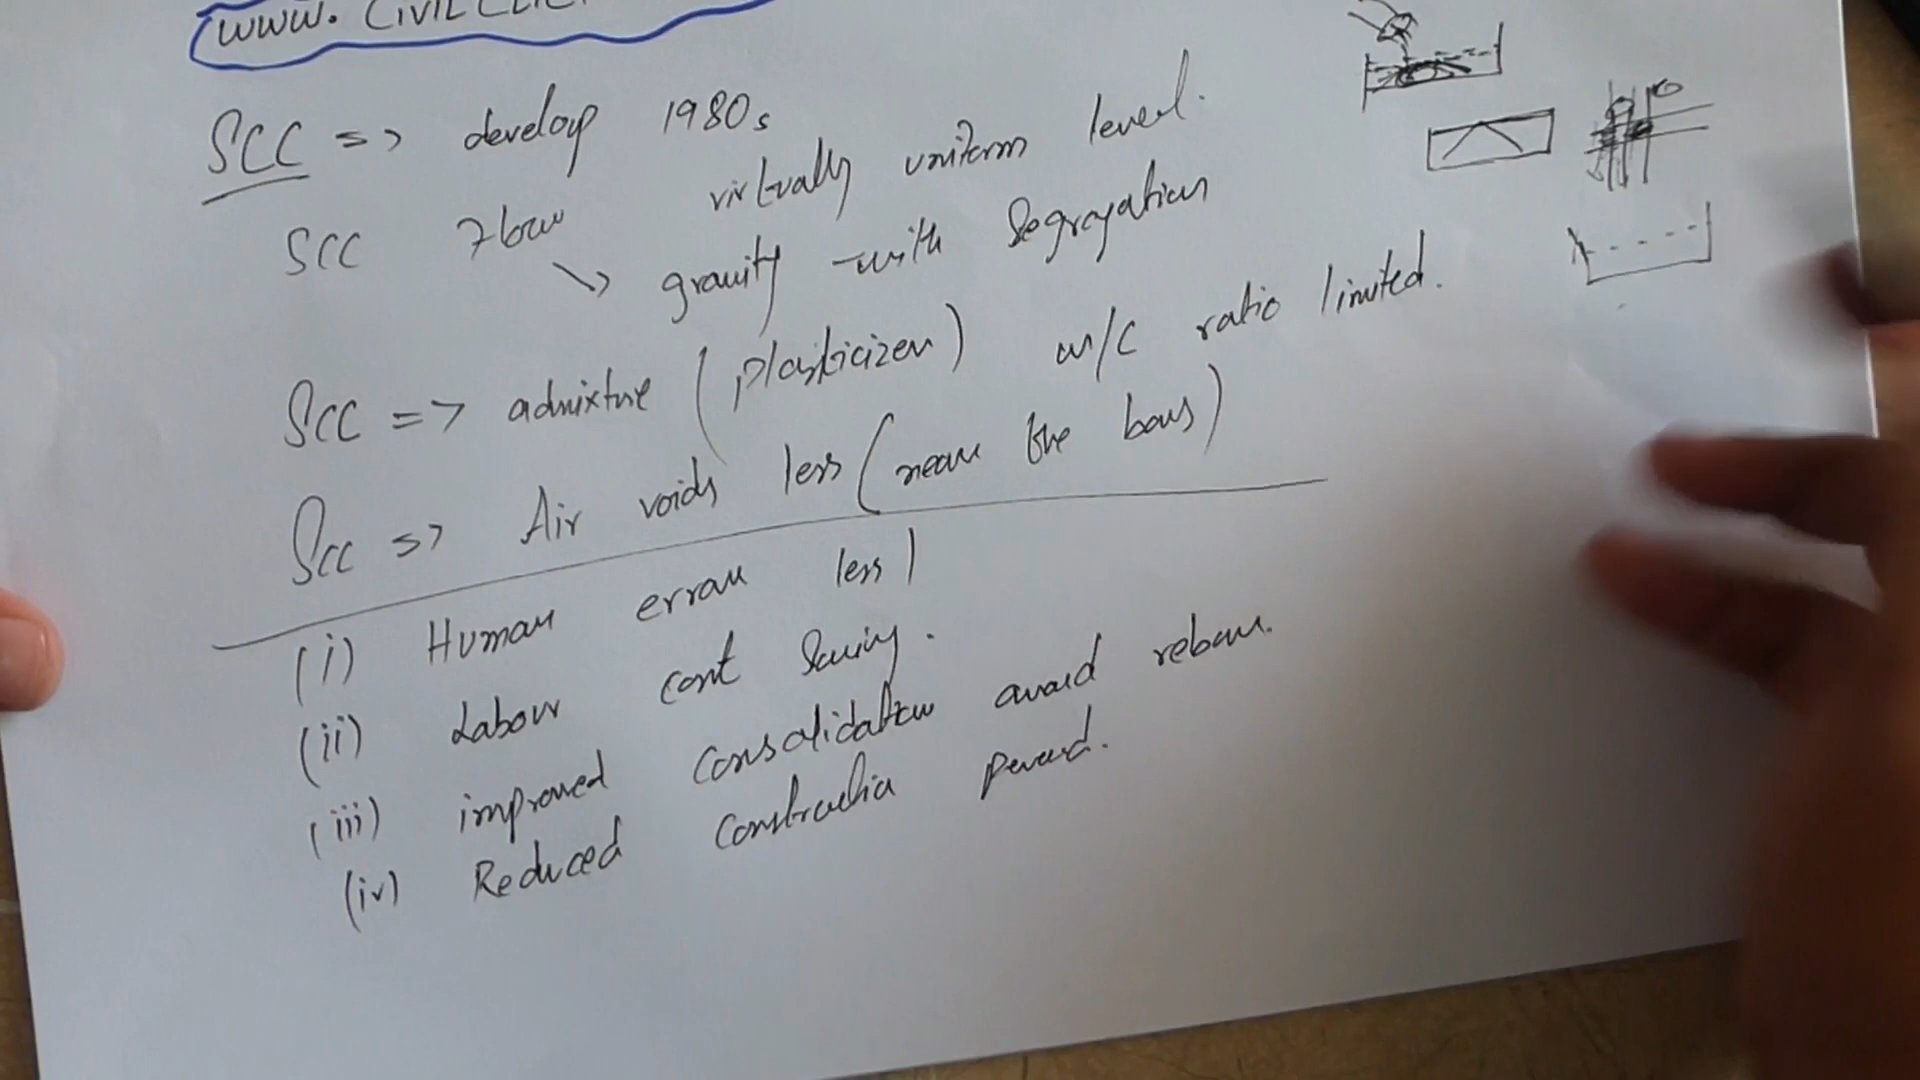 www. CIVIL
SCC => develop 1980s
SCC flow virtually uniform level.
↘ gravity with Segregation
SCC => admixture (plasticizer) w/c ratio limited.
SCC => Air voids less (near the bars)
(i) Human error less
(ii) Labour cost Saving.
(iii) improved Consolidation around rebar.
(iv) Reduced Construction period.